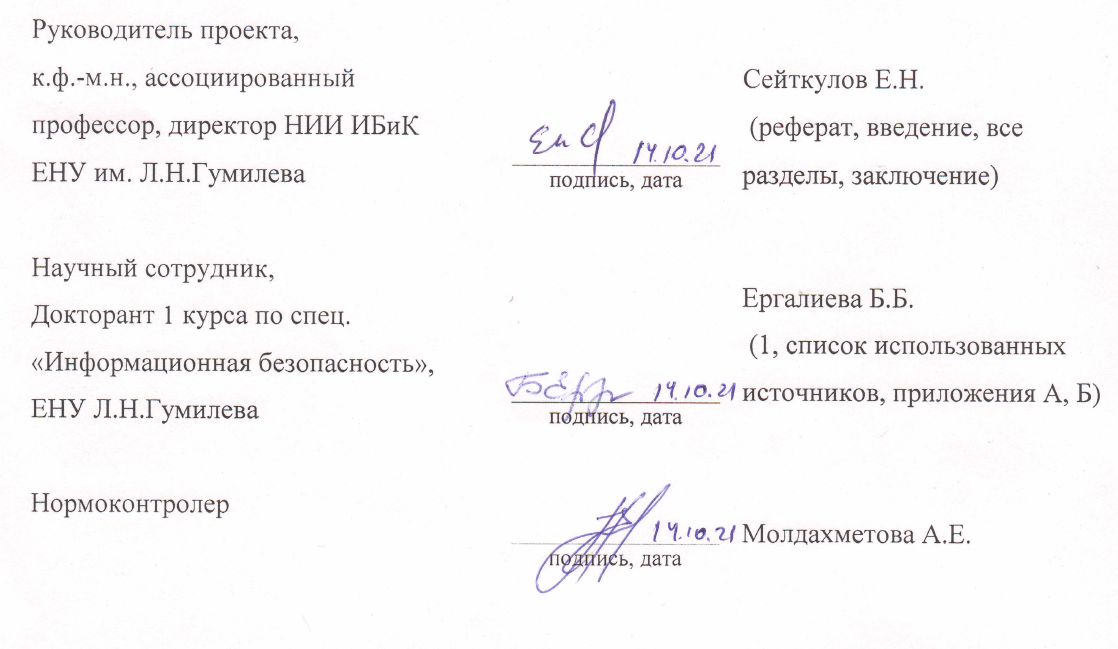 Руководитель проекта,
к.ф.-м.н., ассоциированный
профессор, директор НИИ ИБиК
ЕНУ им. Л.Н.Гумилева
14.10.21
подпись, дата
Сейткулов Е.Н.
(реферат, введение, все
разделы, заключение)
Научный сотрудник,
Докторант 1 курса по спец.
«Информационная безопасность»,
ЕНУ Л.Н.Гумилева
14.10.21
подпись, дата
Ергалиева Б.Б.
(1, список использованных
источников, приложения А, Б)
Нормоконтролер
14.10.21
подпись, дата
Молдахметова А.Е.